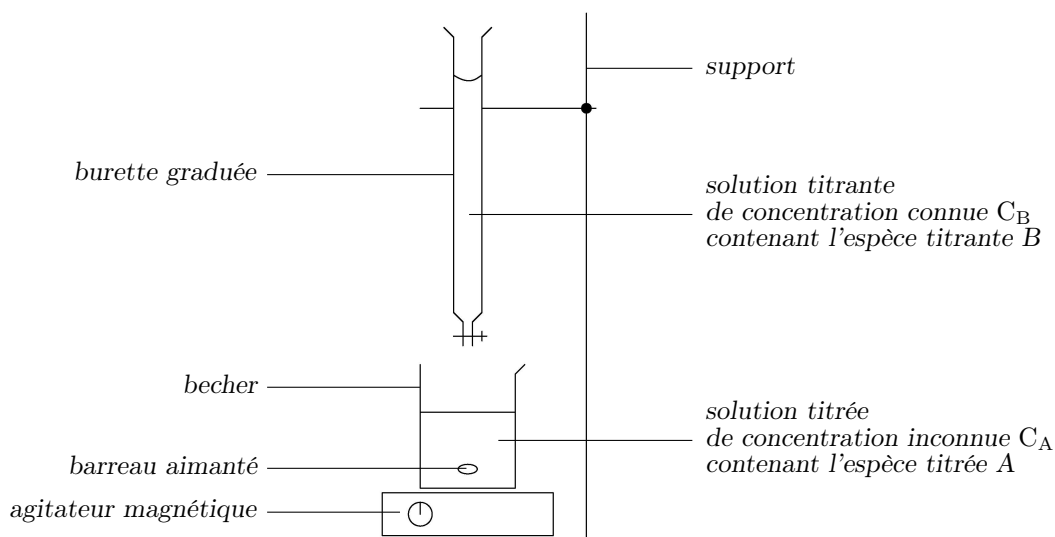 support
burette graduée
solution titrante
de concentration connue C_B
contenant l'espèce titrante B
becher
solution titrée
de concentration inconnue C_A
contenant l'espèce titrée A
barreau aimanté
agitateur magnétique